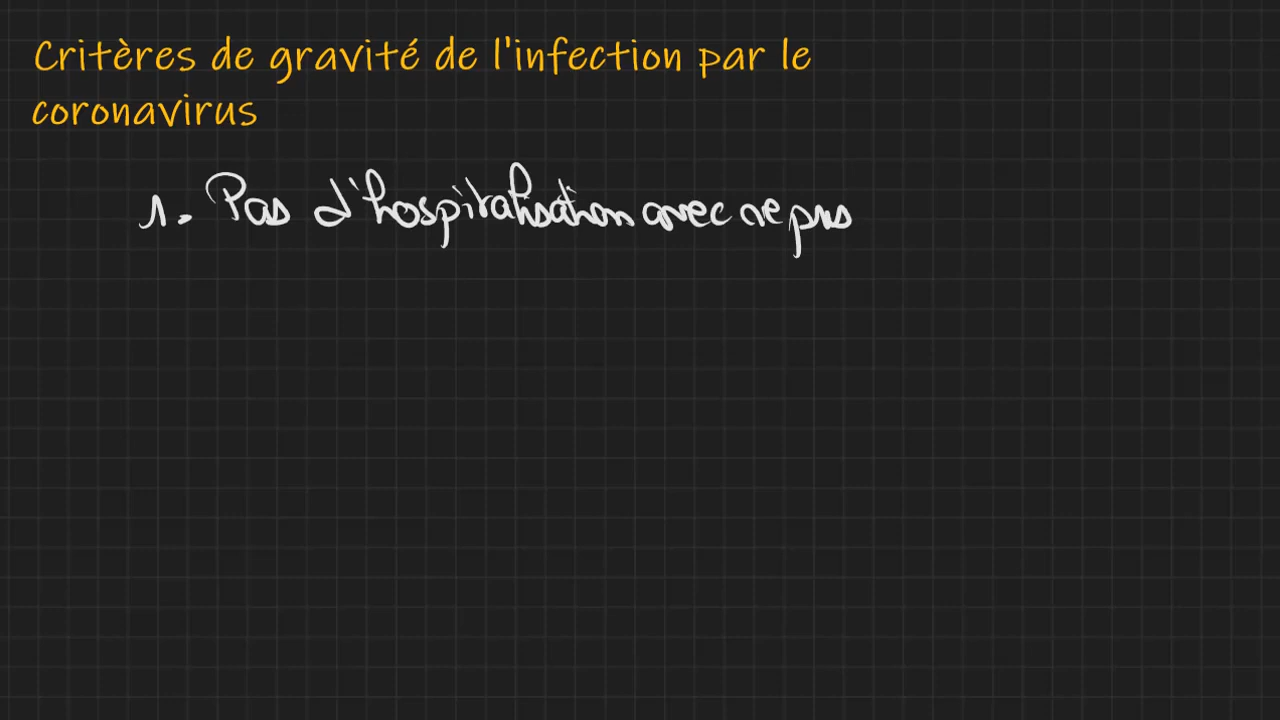 Critères de gravité de l'infection par le
coronavirus
1. Pas d'hospitalisation avec